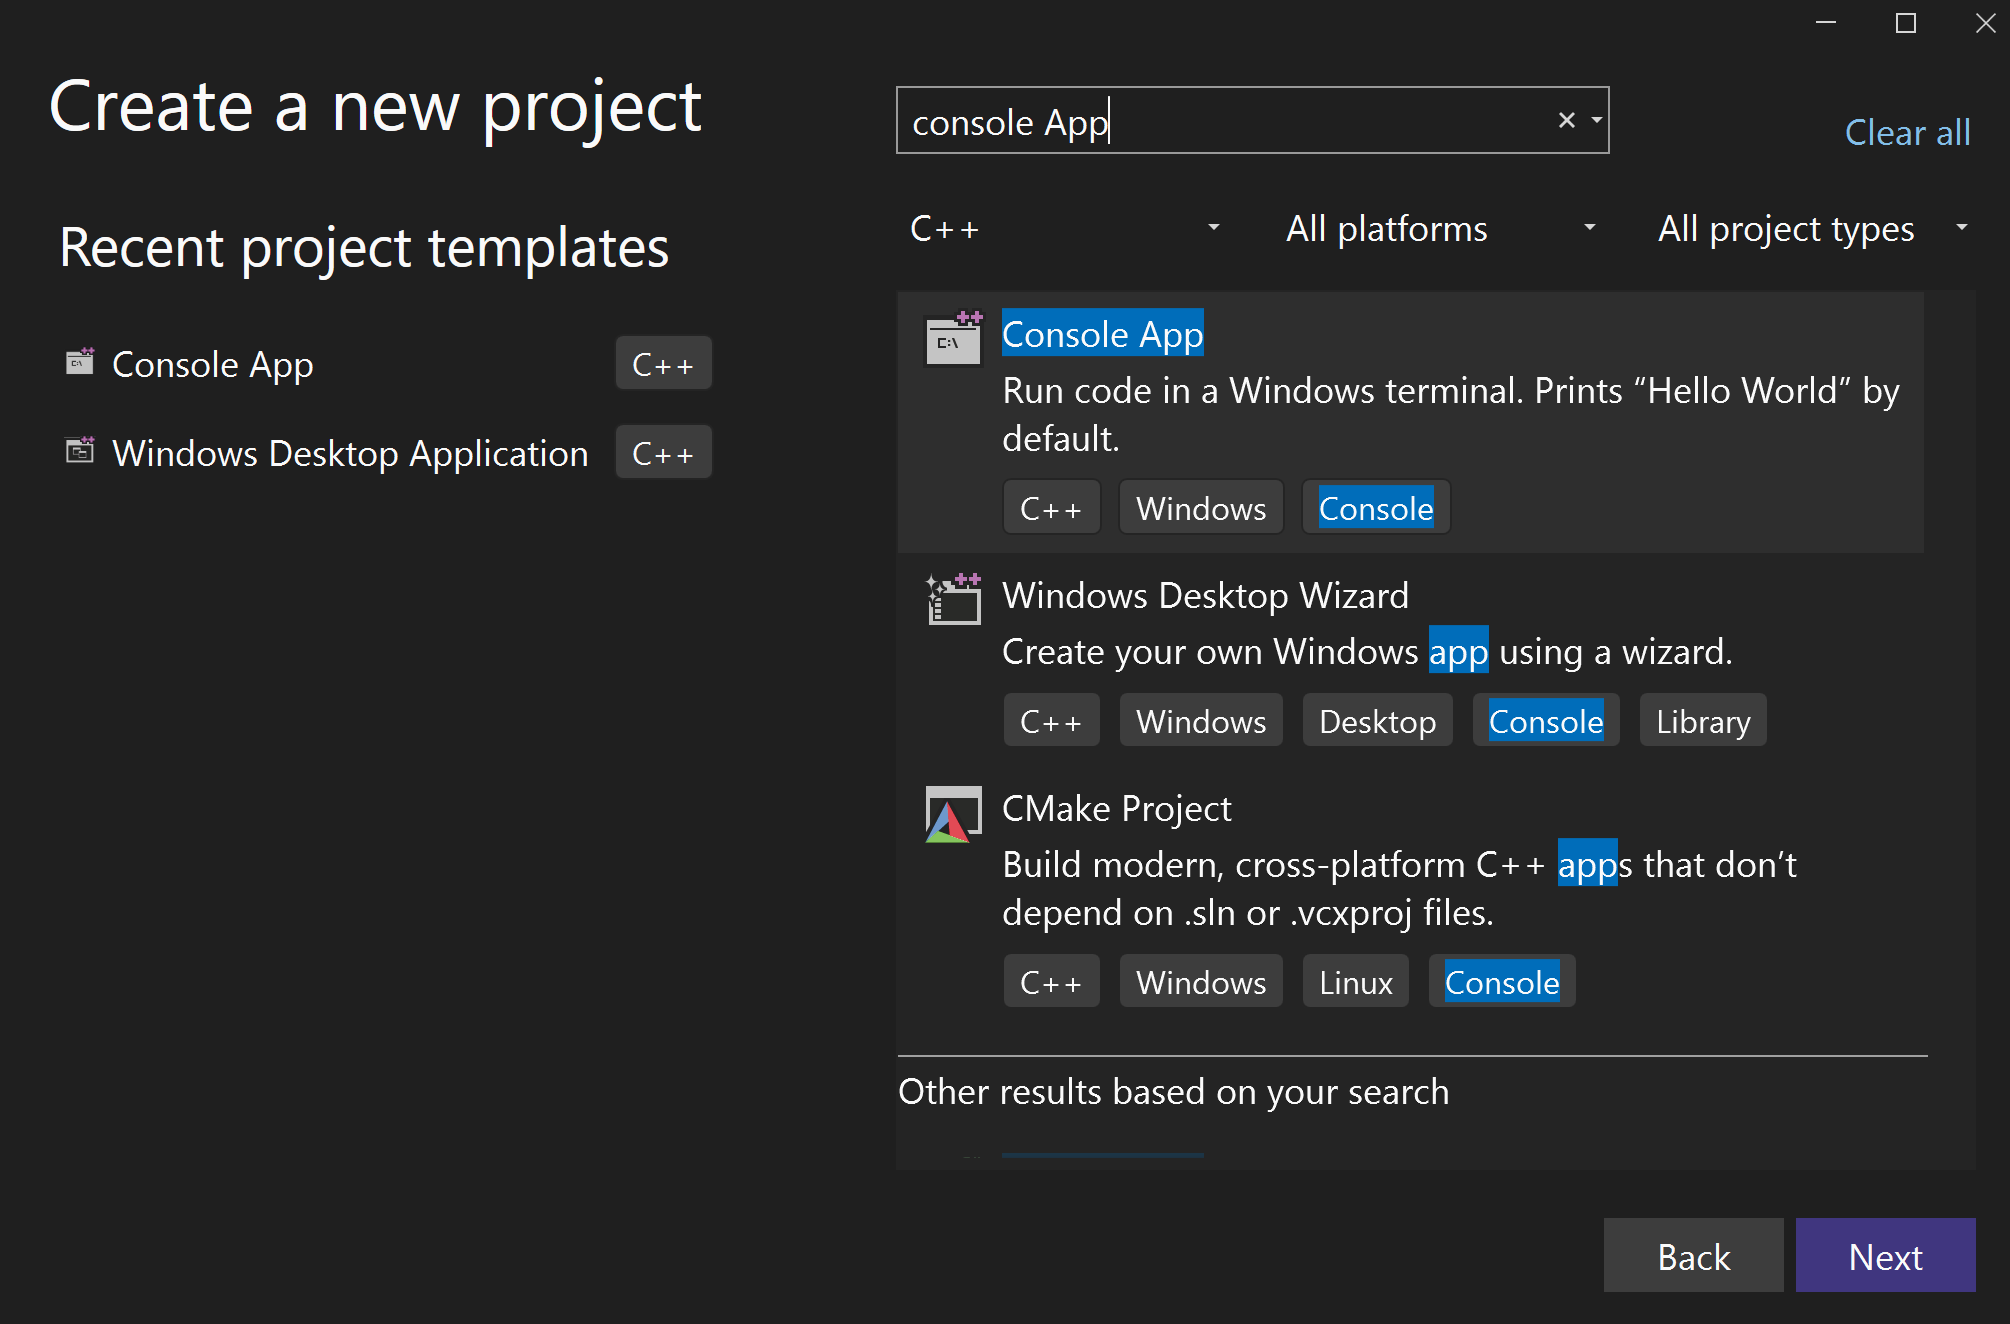 Create a new project
console App
Clear all
C++
All platforms
All project types
Recent project templates
Console App
C++
Windows Desktop Application
C++
Console App
Run code in a Windows terminal. Prints “Hello World” by
default.
C++
Windows
Console
Windows Desktop Wizard
Create your own Windows app using a wizard.
C++
Windows
Desktop
Console
Library
CMake Project
Build modern, cross-platform C++ apps that don’t
depend on .sln or .vcxproj files.
C++
Windows
Linux
Console
Other results based on your search
Back
Next